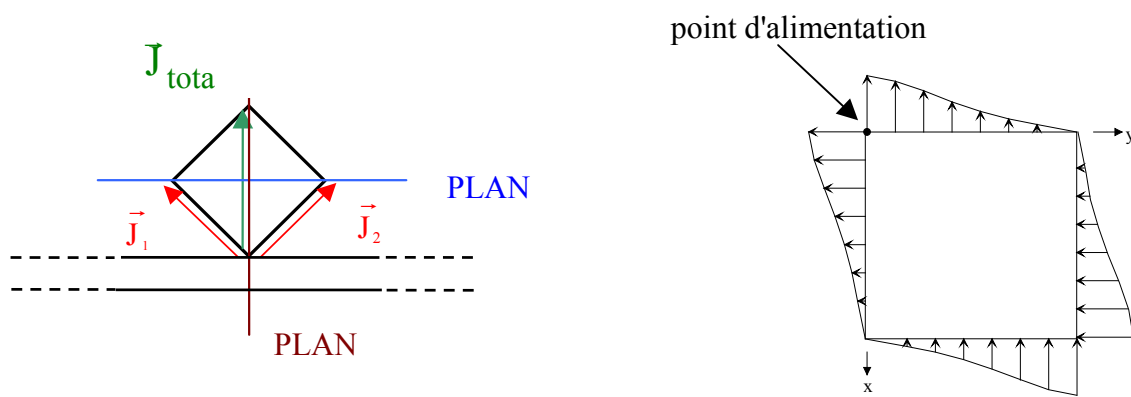 J⃗ tota
PLAN
J⃗ 1
J⃗ 2
PLAN
point d'alimentation
y
x